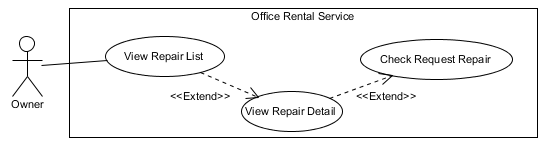 Office Rental Service
View Repair List
Check Request Repair
<<Extend>>
<<Extend>>
Owner
View Repair Detail